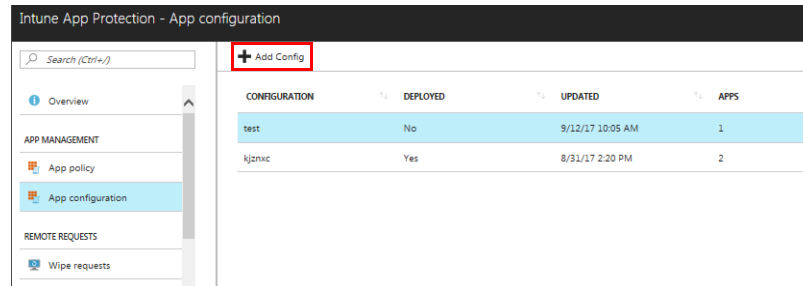 Intune App Protection - App configuration
Search (Ctrl+/)
Overview
APP MANAGEMENT
App policy
App configuration
REMOTE REQUESTS
Wipe requests
Add Config
CONFIGURATION DEPLOYED UPDATED APPS
test No 9/12/17 10:05 AM 1
kjznxc Yes 8/31/17 2:20 PM 2